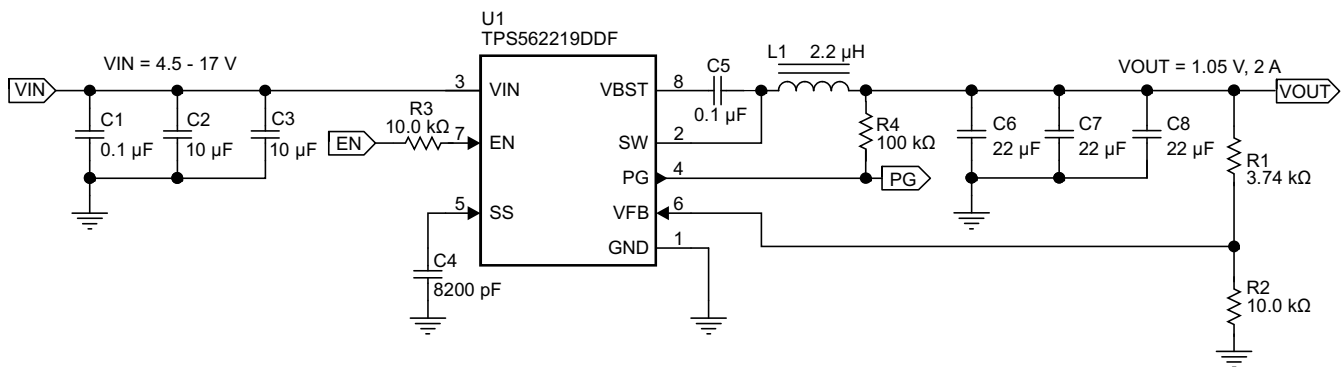 U1
TPS562219DDF
VIN = 4.5 - 17 V
VIN
C1
0.1 µF
C2
10 µF
C3
10 µF
R3
10.0 kΩ
EN
3
VIN
7
EN
5
SS
C4
8200 pF
VBST
8
SW
2
PG
4
VFB
6
GND
1
C5
0.1 µF
L1
2.2 µH
R4
100 kΩ
PG
VOUT = 1.05 V, 2 A
VOUT
C6
22 µF
C7
22 µF
C8
22 µF
R1
3.74 kΩ
R2
10.0 kΩ